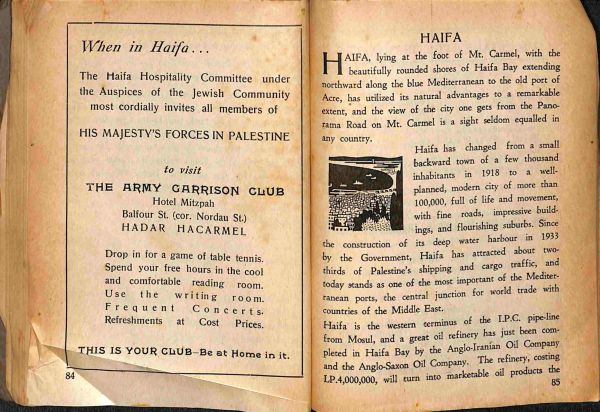 When in Haifa...
The Haifa Hospitality Committee under
the Auspices of the Jewish Community
most cordially invites all members of
HIS MAJESTY'S FORCES IN PALESTINE
to visit
THE ARMY GARRISON CLUB
Hotel Mitzpah
Balfour St. (cor. Nordau St.)
HADAR HACARMEL
Drop in for a game of table tennis.
Spend your free hours in the cool
and comfortable reading room.
Use the writing room.
Frequent Concerts.
Refreshments at Cost Prices.
THIS IS YOUR CLUB—Be at Home in it.
84
HAIFA
HAIFA, lying at the foot of Mt. Carmel, with the
beautifully rounded shores of Haifa Bay extending
northward along the blue Mediterranean to the old port of
Acre, has utilized its natural advantages to a remarkable
extent, and the view of the city one gets from the Pano-
rama Road on Mt. Carmel is a sight seldom equalled in
any country.
Haifa has changed from a small
backward town of a few thousand
inhabitants in 1918 to a well-
planned, modern city of more than
100,000, full of life and movement,
with fine roads, impressive build-
ings, and flourishing suburbs. Since
the construction of its deep water harbour in 1933
by the Government, Haifa has attracted about two-
thirds of Palestine's shipping and cargo traffic, and
today stands as one of the most important of the Mediter-
ranean ports, the central junction for world trade with
countries of the Middle East.
Haifa is the western terminus of the I.P.C. pipe-line
from Mosul, and a great oil refinery has just been com-
pleted in Haifa Bay by the Anglo-Iranian Oil Company
and the Anglo-Saxon Oil Company. The refinery, costing
LP.4,000,000, will turn into marketable oil products the
85